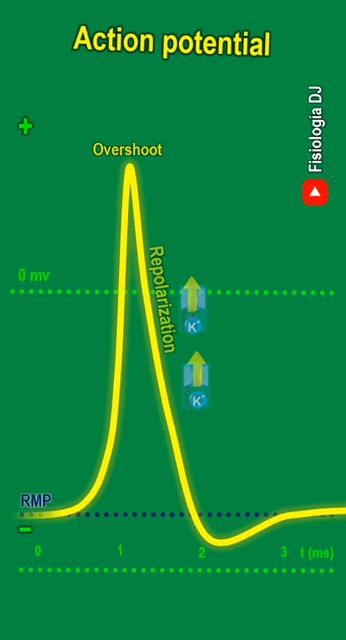 Action potential
+
Fisiologia DJ
Overshoot
0 mv
Repolarization
K+
K+
RMP
-
0 1 2 3 t (ms)